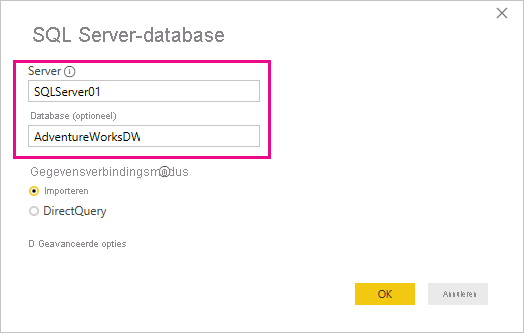 SQL Server-database
Server
SQLServer01
Database (optioneel)
AdventureWorksDW
Gegevensverbindingsmodus
Importeren
DirectQuery
D Geavanceerde opties
OK
Annuleren